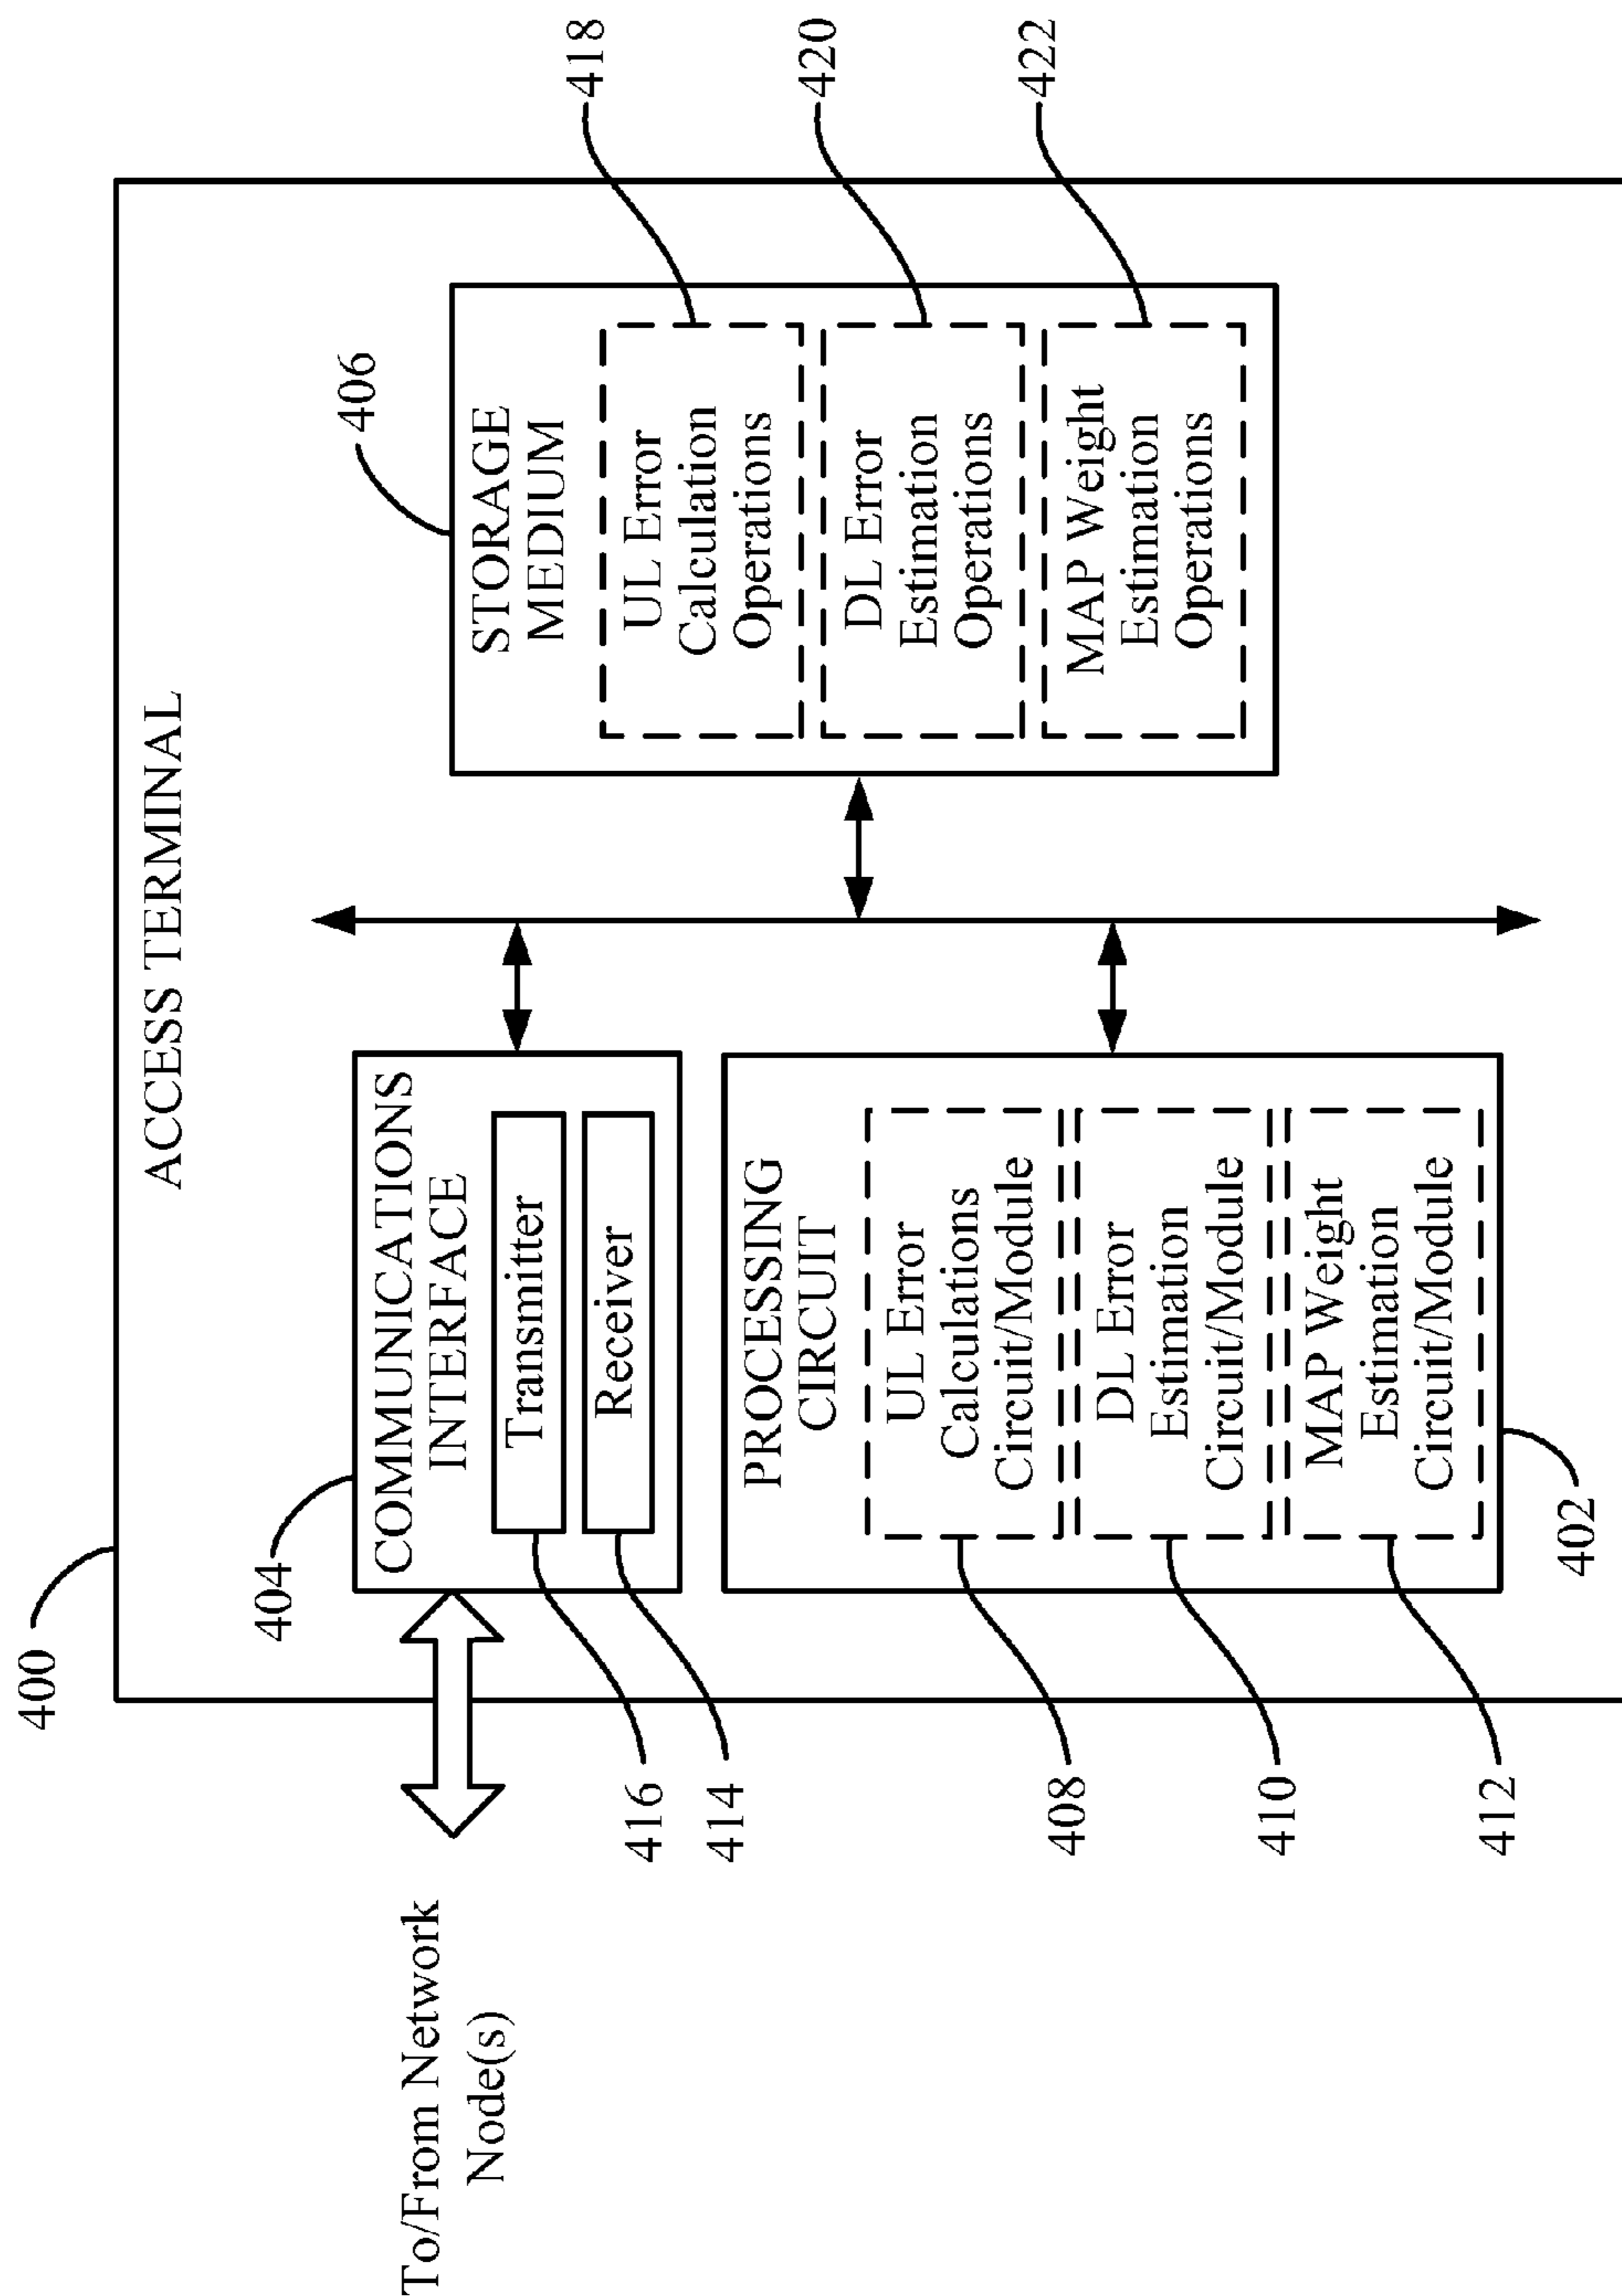 400
ACCESS TERMINAL
404
COMMUNICATIONS
INTERFACE
Transmitter
Receiver
416
414
To/From Network
Node(s)
PROCESSING
CIRCUIT
UL Error
Calculations
Circuit/Module
DL Error
Estimation
Circuit/Module
MAP Weight
Estimation
Circuit/Module
408
410
412
402
406
STORAGE
MEDIUM
UL Error
Calculation
Operations
DL Error
Estimation
Operations
MAP Weight
Estimation
Operations
418
420
422